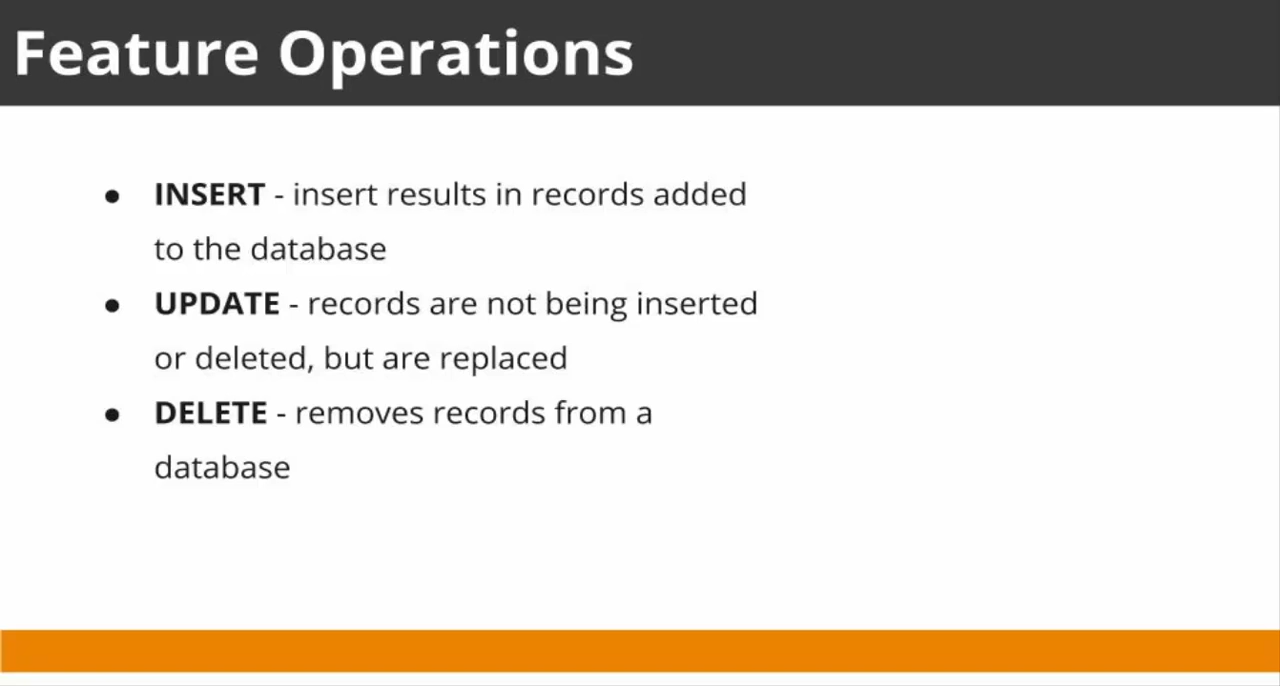 Feature Operations
● INSERT - insert results in records added
to the database
● UPDATE - records are not being inserted
or deleted, but are replaced
● DELETE - removes records from a
database